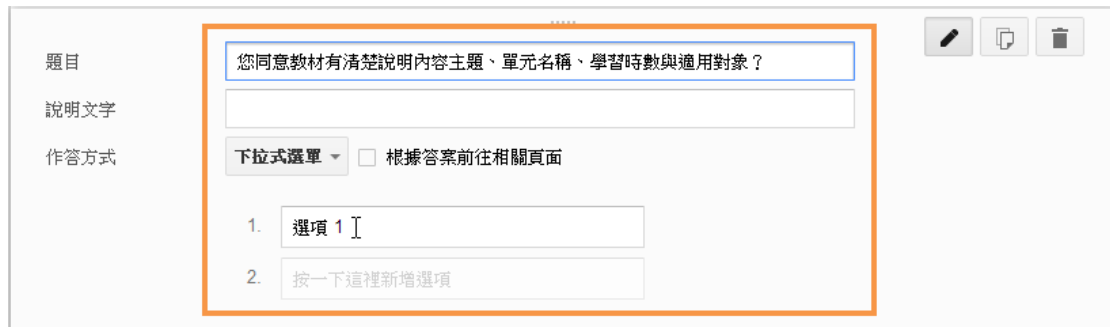 題目
您同意教材有清楚說明內容主題、單元名稱、學習時數與適用對象？
說明文字
作答方式
下拉式選單 根據答案前往相關頁面
1. 選項 1
2. 按一下這裡新增選項